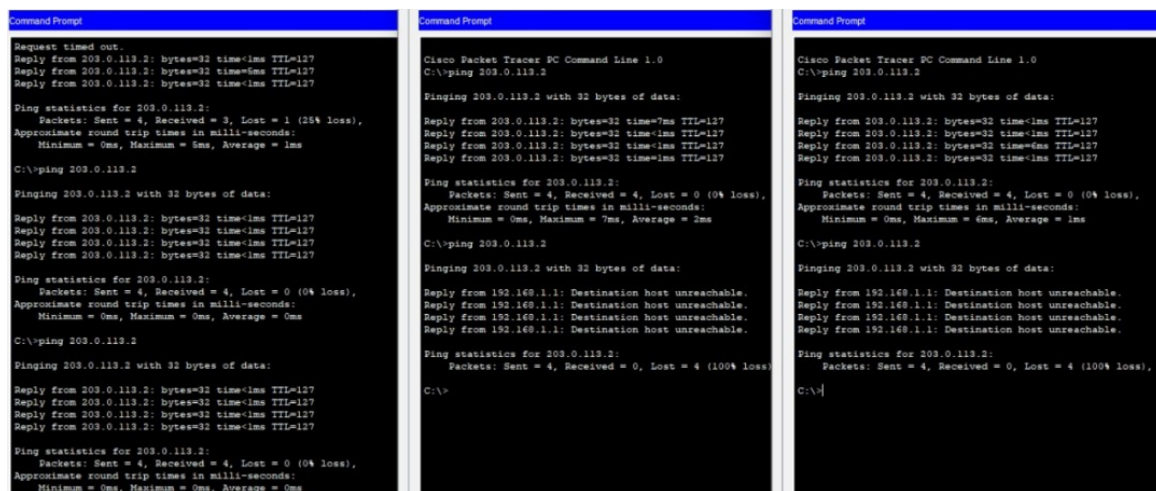 Command Prompt
Request timed out.
Reply from 203.0.113.2: bytes=32 time<1ms TTL=127
Reply from 203.0.113.2: bytes=32 time=5ms TTL=127
Reply from 203.0.113.2: bytes=32 time<1ms TTL=127
Ping statistics for 203.0.113.2:
Packets: Sent = 4, Received = 3, Lost = 1 (25% loss),
Approximate round trip times in milli-seconds:
Minimum = 0ms, Maximum = 5ms, Average = 1ms
C:\>ping 203.0.113.2
Pinging 203.0.113.2 with 32 bytes of data:
Reply from 203.0.113.2: bytes=32 time<1ms TTL=127
Reply from 203.0.113.2: bytes=32 time<1ms TTL=127
Reply from 203.0.113.2: bytes=32 time<1ms TTL=127
Reply from 203.0.113.2: bytes=32 time<1ms TTL=127
Ping statistics for 203.0.113.2:
Packets: Sent = 4, Received = 4, Lost = 0 (0% loss),
Approximate round trip times in milli-seconds:
Minimum = 0ms, Maximum = 0ms, Average = 0ms
C:\>ping 203.0.113.2
Pinging 203.0.113.2 with 32 bytes of data:
Reply from 203.0.113.2: bytes=32 time<1ms TTL=127
Reply from 203.0.113.2: bytes=32 time<1ms TTL=127
Reply from 203.0.113.2: bytes=32 time<1ms TTL=127
Reply from 203.0.113.2: bytes=32 time<1ms TTL=127
Ping statistics for 203.0.113.2:
Packets: Sent = 4, Received = 4, Lost = 0 (0% loss),
Approximate round trip times in milli-seconds:
Minimum = 0ms, Maximum = 0ms, Average = 0ms
Command Prompt
Cisco Packet Tracer PC Command Line 1.0
C:\>ping 203.0.113.2
Pinging 203.0.113.2 with 32 bytes of data:
Reply from 203.0.113.2: bytes=32 time=7ms TTL=127
Reply from 203.0.113.2: bytes=32 time<1ms TTL=127
Reply from 203.0.113.2: bytes=32 time<1ms TTL=127
Reply from 203.0.113.2: bytes=32 time=1ms TTL=127
Ping statistics for 203.0.113.2:
Packets: Sent = 4, Received = 4, Lost = 0 (0% loss),
Approximate round trip times in milli-seconds:
Minimum = 0ms, Maximum = 7ms, Average = 2ms
C:\>ping 203.0.113.2
Pinging 203.0.113.2 with 32 bytes of data:
Reply from 192.168.1.1: Destination host unreachable.
Reply from 192.168.1.1: Destination host unreachable.
Reply from 192.168.1.1: Destination host unreachable.
Reply from 192.168.1.1: Destination host unreachable.
Ping statistics for 203.0.113.2:
Packets: Sent = 4, Received = 0, Lost = 4 (100% loss)
C:\>
Command Prompt
Cisco Packet Tracer PC Command Line 1.0
C:\>ping 203.0.113.2
Pinging 203.0.113.2 with 32 bytes of data:
Reply from 203.0.113.2: bytes=32 time<1ms TTL=127
Reply from 203.0.113.2: bytes=32 time<1ms TTL=127
Reply from 203.0.113.2: bytes=32 time=6ms TTL=127
Reply from 203.0.113.2: bytes=32 time<1ms TTL=127
Ping statistics for 203.0.113.2:
Packets: Sent = 4, Received = 4, Lost = 0 (0% loss),
Approximate round trip times in milli-seconds:
Minimum = 0ms, Maximum = 6ms, Average = 1ms
C:\>ping 203.0.113.2
Pinging 203.0.113.2 with 32 bytes of data:
Reply from 192.168.1.1: Destination host unreachable.
Reply from 192.168.1.1: Destination host unreachable.
Reply from 192.168.1.1: Destination host unreachable.
Reply from 192.168.1.1: Destination host unreachable.
Ping statistics for 203.0.113.2:
Packets: Sent = 4, Received = 0, Lost = 4 (100% loss),
C:\>